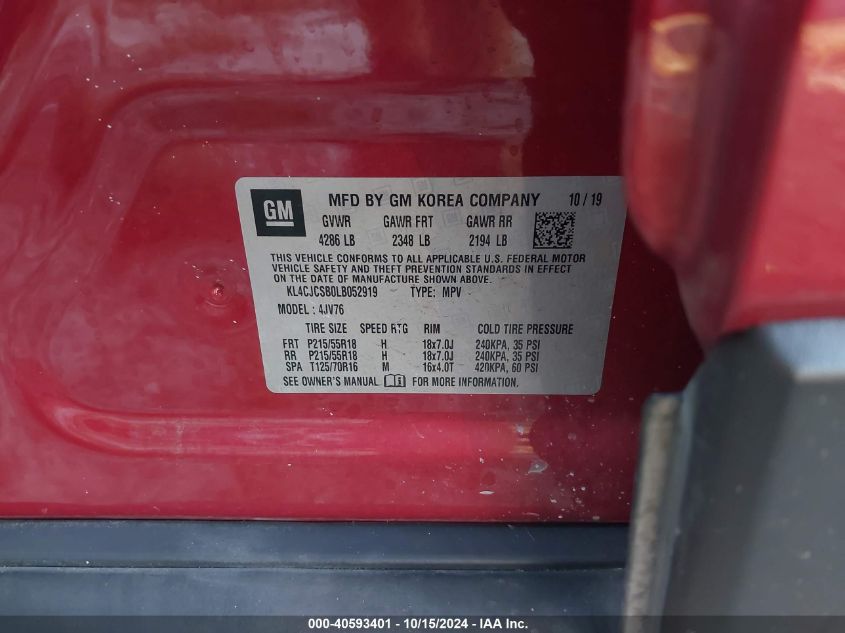 GM MFD BY GM KOREA COMPANY 10 / 19
GVWR GAWR FRT GAWR RR
4286 LB 2348 LB 2194 LB
THIS VEHICLE CONFORMS TO ALL APPLICABLE U.S. FEDERAL MOTOR
VEHICLE SAFETY AND THEFT PREVENTION STANDARDS IN EFFECT
ON THE DATE OF MANUFACTURE SHOWN ABOVE.
KL4CJCSB0LB052919 TYPE: MPV
MODEL : 4JV76
TIRE SIZE SPEED RTG RIM COLD TIRE PRESSURE
FRT P215/55R18 H 18x7.0J 240KPA, 35 PSI
RR P215/55R18 H 18x7.0J 240KPA, 35 PSI
SPA T125/70R16 M 16x4.0T 420KPA, 60 PSI
SEE OWNER'S MANUAL FOR MORE INFORMATION.
000-40593401 - 10/15/2024 - IAA Inc.